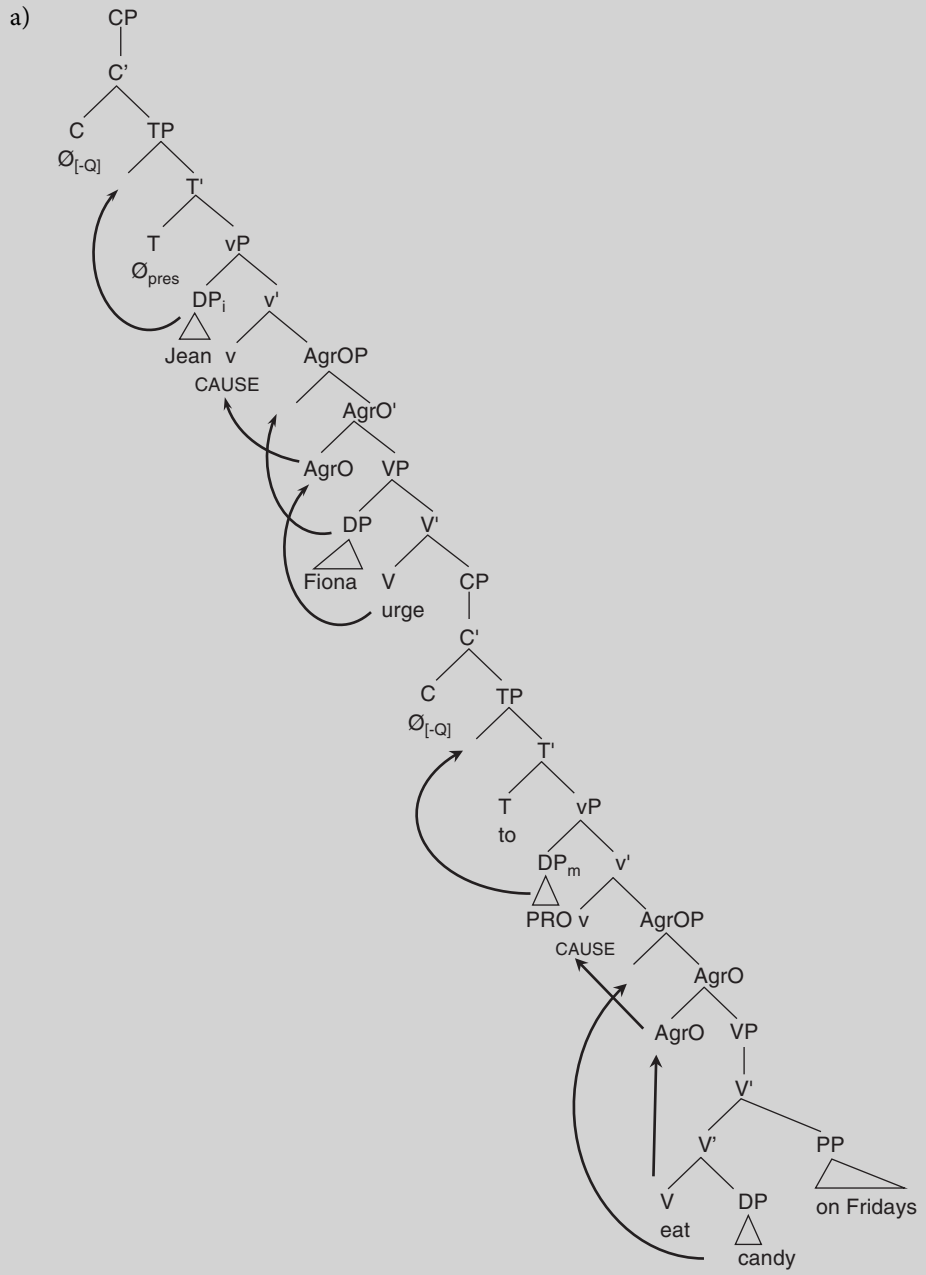 a) CP
C'
C TP
Ø[-Q]
T'
T vP
Øpres
DPi v'
Jean v AgrOP
CAUSE
AgrO'
AgrO VP
DP V'
Fiona V CP
urge
C'
C TP
Ø[-Q]
T'
T vP
to
DPm v'
PRO v AgrOP
CAUSE
AgrO
AgrO VP
V'
V' PP
V DP on Fridays
eat
candy